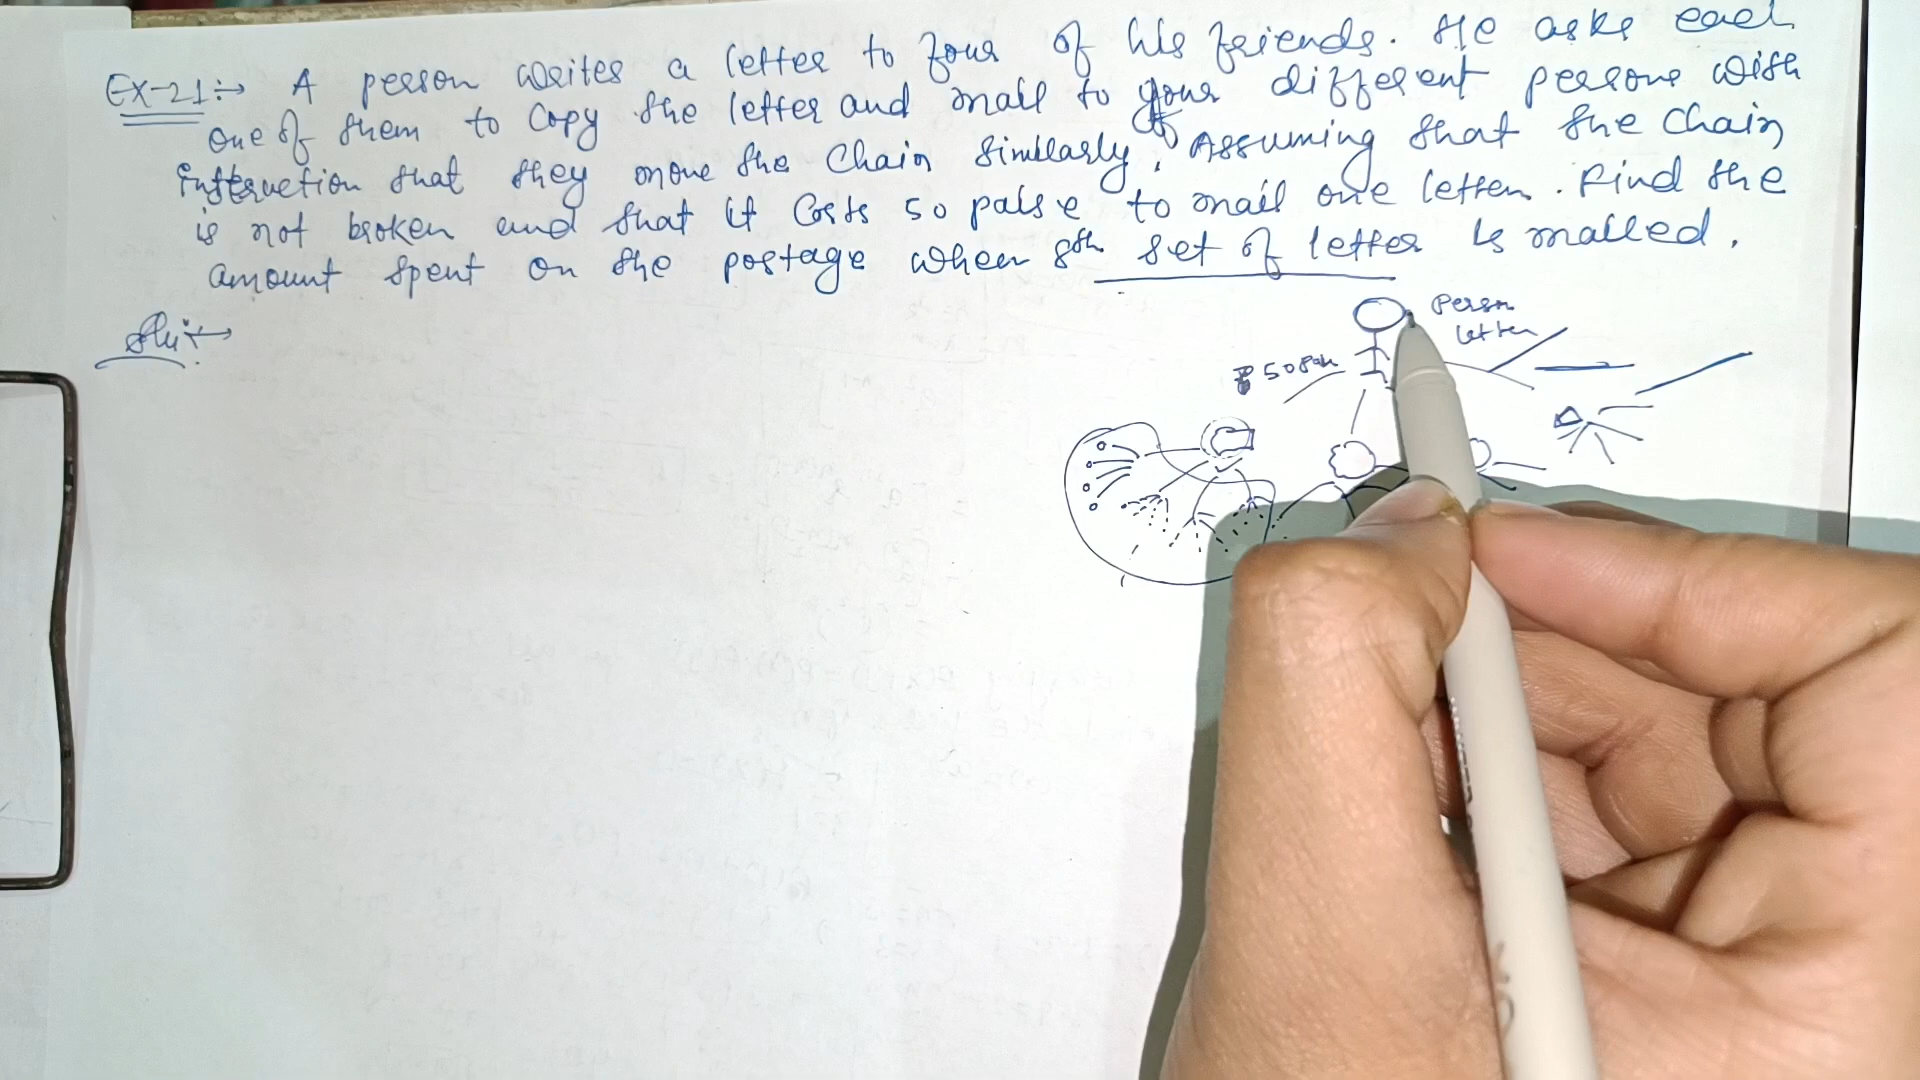 Ex-21:→ A person writes a letter to four of his friends. He asks each
one of them to copy the letter and mail to four different persons with
instruction that they move the chain similarly. Assuming that the chain
is not broken and that it costs 50 paise to mail one letter. Find the
amount spent on the postage when 8th set of letter is mailed.
Person
letter
50